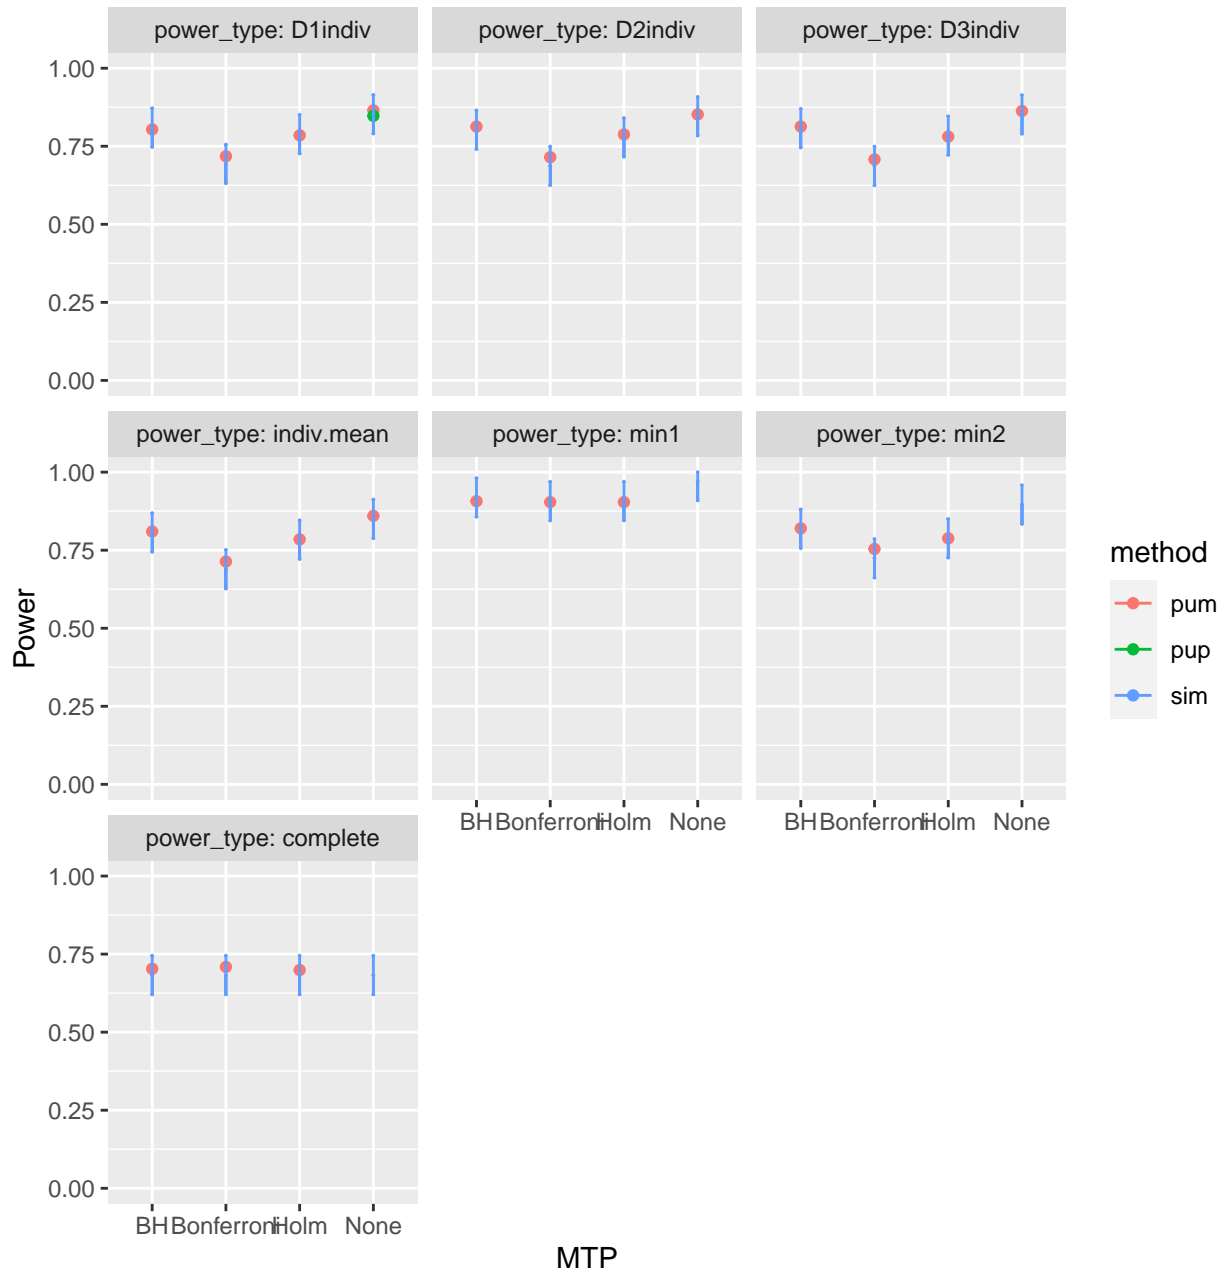 power_type: D1indiv power_type: D2indiv power_type: D3indiv
1.00
0.75
0.50
0.25
0.00
power_type: indiv.mean power_type: min1 power_type: min2
1.00
0.75
0.50
0.25
0.00
BH Bonferroni Holm None BH Bonferroni Holm None
power_type: complete
1.00
0.75
0.50
0.25
0.00
BH Bonferroni Holm None
MTP
Power
method
pum
pup
sim